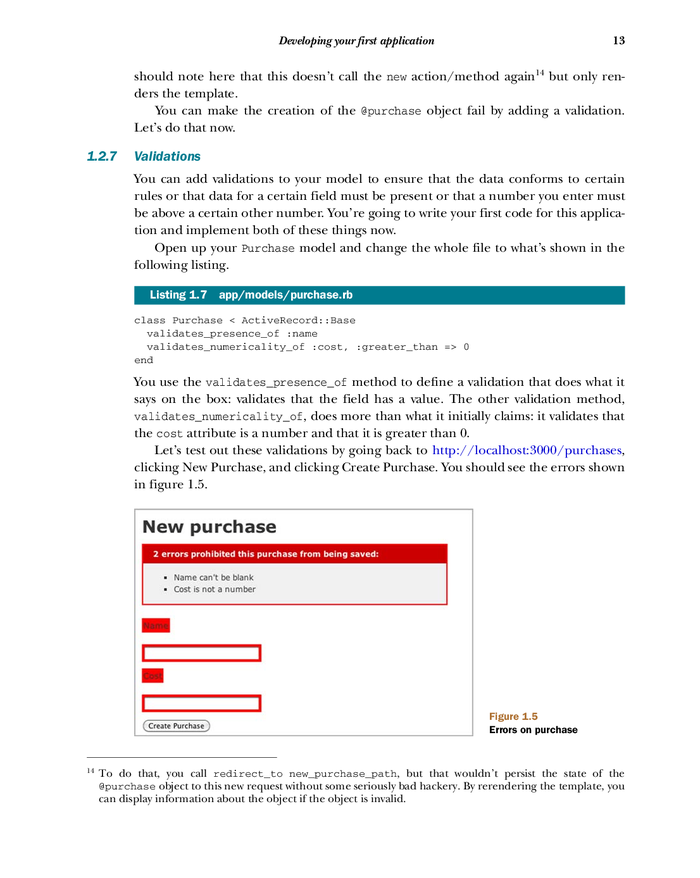 Developing your first application 13
should note here that this doesn't call the new action/method again14 but only ren-
ders the template.
You can make the creation of the @purchase object fail by adding a validation.
Let's do that now.
1.2.7 Validations
You can add validations to your model to ensure that the data conforms to certain
rules or that data for a certain field must be present or that a number you enter must
be above a certain other number. You're going to write your first code for this applica-
tion and implement both of these things now.
Open up your Purchase model and change the whole file to what's shown in the
following listing.
Listing 1.7 app/models/purchase.rb
class Purchase < ActiveRecord::Base
validates_presence_of :name
validates_numericality_of :cost, :greater_than => 0
end
You use the validates_presence_of method to define a validation that does what it
says on the box: validates that the field has a value. The other validation method,
validates_numericality_of, does more than what it initially claims: it validates that
the cost attribute is a number and that it is greater than 0.
Let's test out these validations by going back to http://localhost:3000/purchases,
clicking New Purchase, and clicking Create Purchase. You should see the errors shown
in figure 1.5.
New purchase
2 errors prohibited this purchase from being saved:
▪ Name can't be blank
▪ Cost is not a number
Name
Cost
Create Purchase
Figure 1.5
Errors on purchase
14 To do that, you call redirect_to new_purchase_path, but that wouldn't persist the state of the
@purchase object to this new request without some seriously bad hackery. By rerendering the template, you
can display information about the object if the object is invalid.